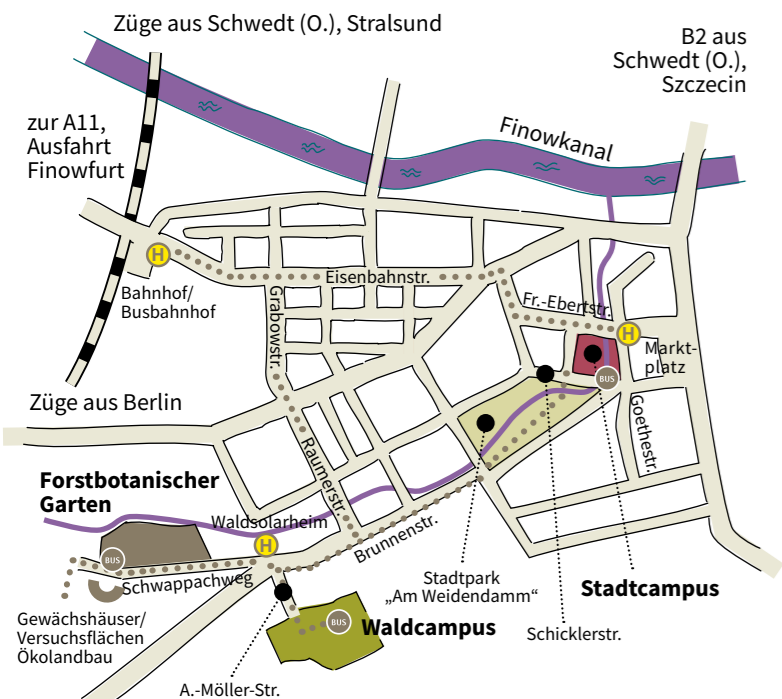 Züge aus Schwedt (O.), Stralsund
B2 aus
Schwedt (O.),
Szczecin
zur A11,
Ausfahrt
Finowfurt
Finowkanal
H
Bahnhof/
Busbahnhof
Eisenbahnstr.
Grabowstr.
Fr.-Ebertstr.
H
Markt-
platz
BUS
Goethestr.
Züge aus Berlin
Raumerstr.
Forstbotanischer
Garten
Waldsolarheim
H
Brunnenstr.
BUS
Schwappachweg
Stadtpark
„Am Weidendamm“
Stadtcampus
Gewächshäuser/
Versuchsflächen
Ökolandbau
BUS
Waldcampus
Schicklerstr.
A.-Möller-Str.